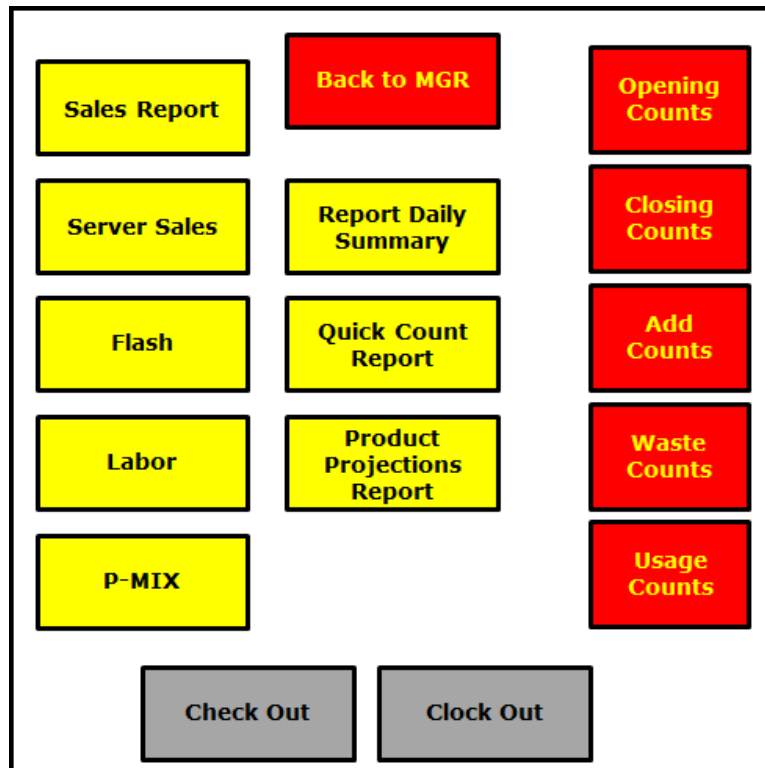 Sales Report
Back to MGR
Opening
Counts
Server Sales
Report Daily
Summary
Closing
Counts
Flash
Quick Count
Report
Add
Counts
Labor
Product
Projections
Report
Waste
Counts
P-MIX
Usage
Counts
Check Out
Clock Out